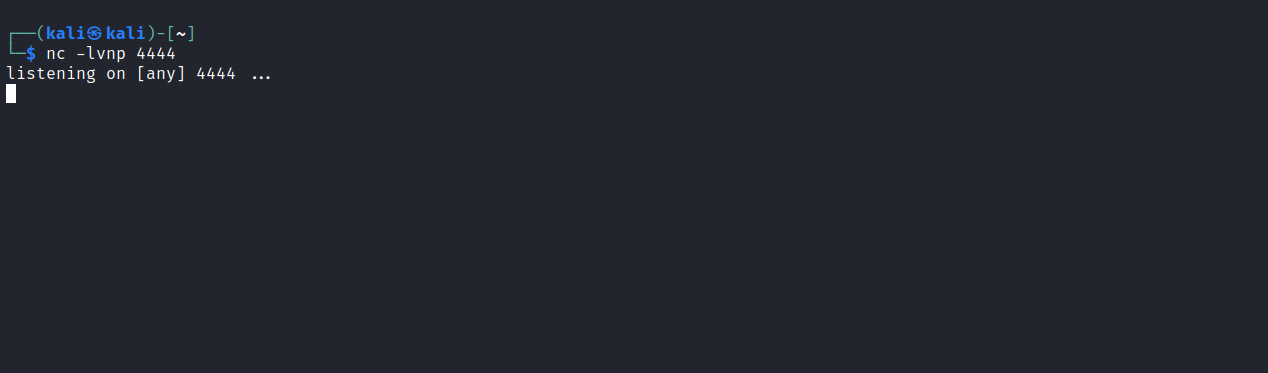 ┌──(kali㉿kali)-[~]
└─$ nc -lvnp 4444
listening on [any] 4444 ...